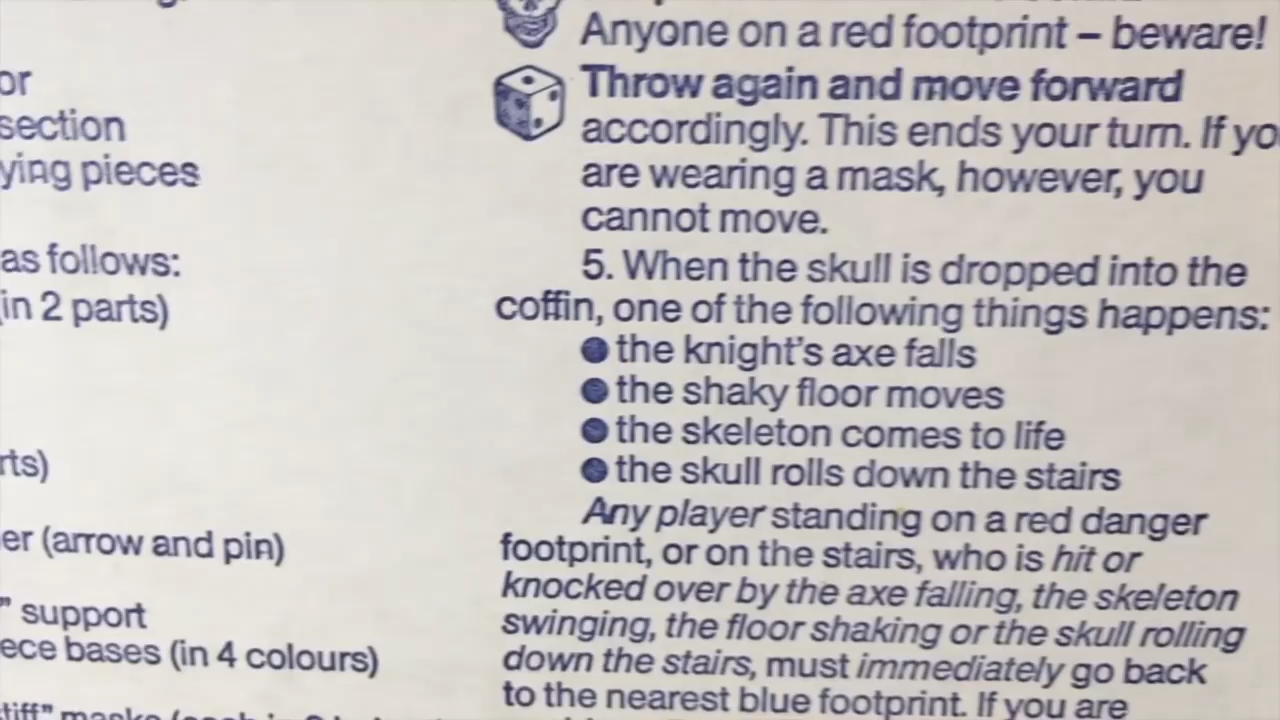 or
section
ying pieces
as follows:
in 2 parts)
rts)
er (arrow and pin)
” support
ece bases (in 4 colours)
tiff”
Anyone on a red footprint – beware!
Throw again and move forward
accordingly. This ends your turn. If yo
are wearing a mask, however, you
cannot move.
5. When the skull is dropped into the
coffin, one of the following things happens:
● the knight’s axe falls
● the shaky floor moves
● the skeleton comes to life
● the skull rolls down the stairs
Any player standing on a red danger
footprint, or on the stairs, who is hit or
knocked over by the axe falling, the skeleton
swinging, the floor shaking or the skull rolling
down the stairs, must immediately go back
to the nearest blue footprint. If you are